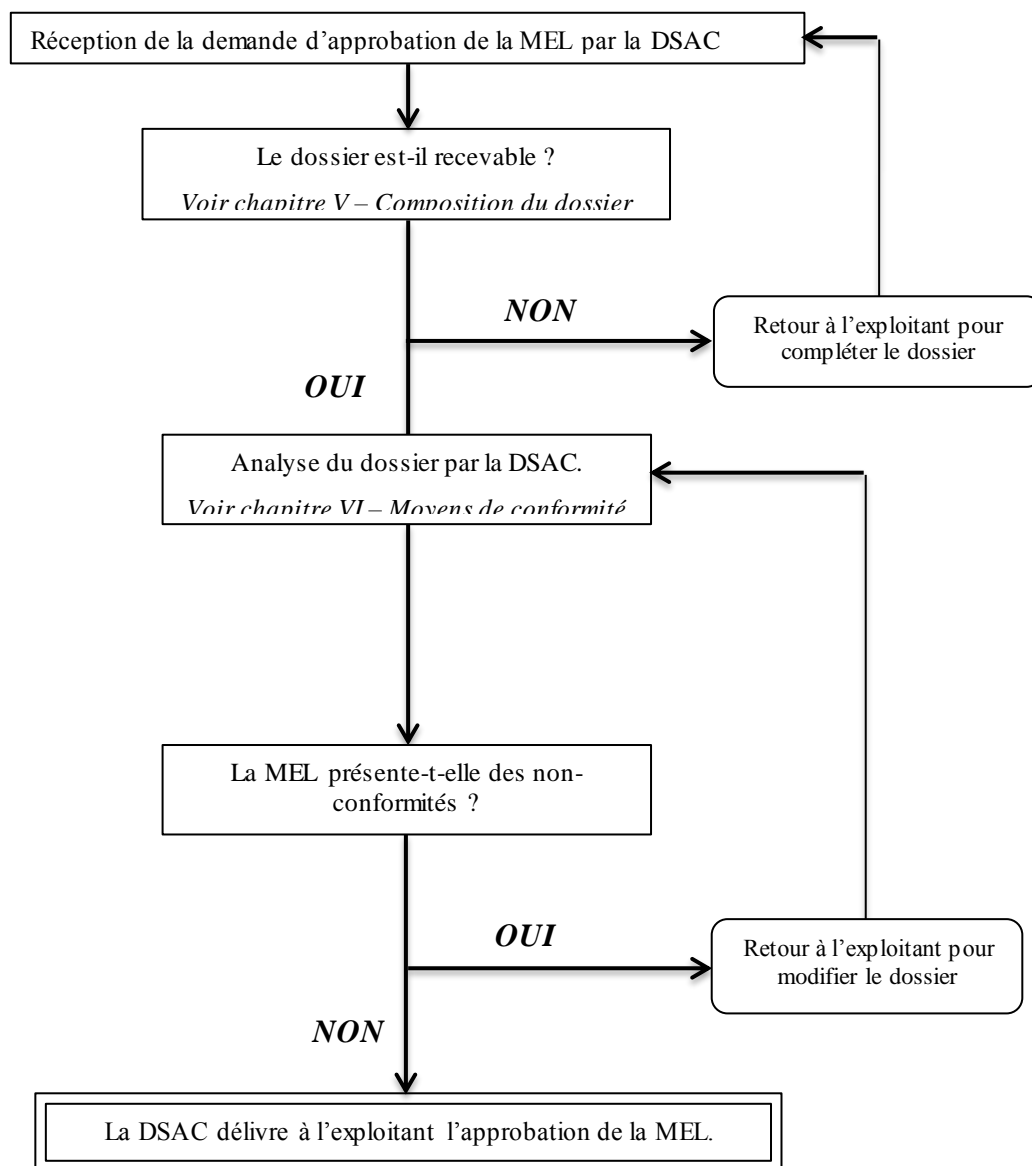 Réception de la demande d’approbation de la MEL par la DSAC
Le dossier est-il recevable ?
Voir chapitre V – Composition du dossier
NON
Retour à l’exploitant pour
compléter le dossier
OUI
Analyse du dossier par la DSAC.
Voir chapitre VI – Moyens de conformité
La MEL présente-t-elle des non-
conformités ?
OUI
Retour à l’exploitant pour
modifier le dossier
NON
La DSAC délivre à l’exploitant l’approbation de la MEL.